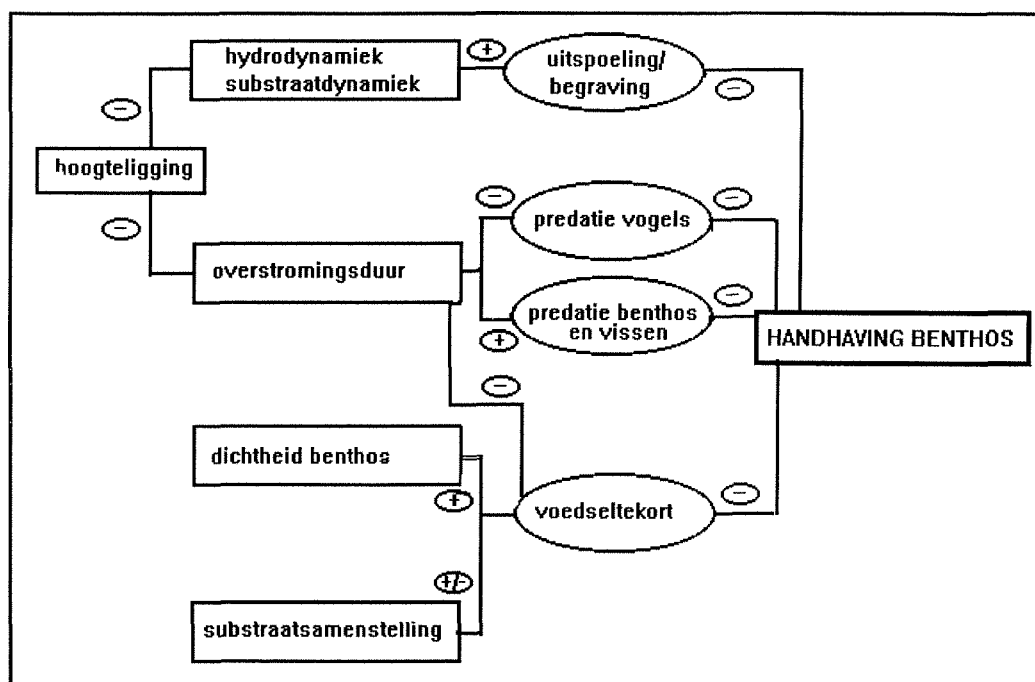 hydrodynamiek
substraatdynamiek
+
uitspoeling/
begraving
−
−
hoogteligging
−
−
predatie vogels
−
overstromingsduur
predatie benthos
en vissen
−
+
HANDHAVING BENTHOS
−
dichtheid benthos
+
voedseltekort
−
+/-
substraatsamenstelling